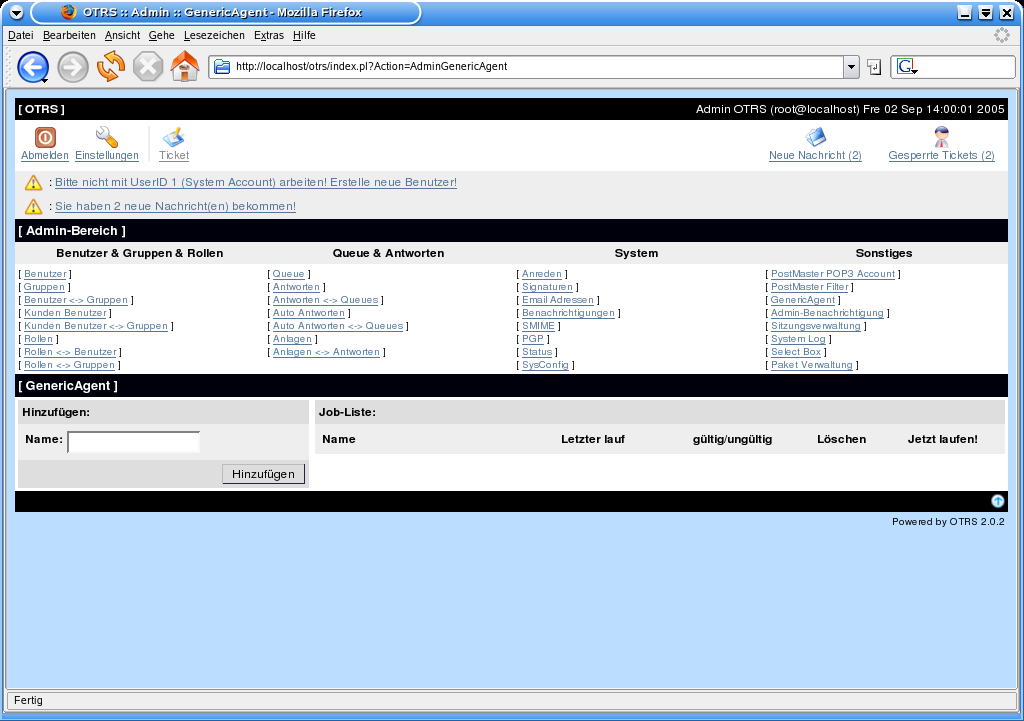 OTRS :: Admin :: GenericAgent - Mozilla Firefox
Datei Bearbeiten Ansicht Gehe Lesezeichen Extras Hilfe
http://localhost/otrs/index.pl?Action=AdminGenericAgent G
[ OTRS ] Admin OTRS (root@localhost) Fre 02 Sep 14:00:01 2005
Abmelden Einstellungen Ticket Neue Nachricht (2) Gesperrte Tickets (2)
: Bitte nicht mit UserID 1 (System Account) arbeiten! Erstelle neue Benutzer!
: Sie haben 2 neue Nachricht(en) bekommen!
[ Admin-Bereich ]
Benutzer & Gruppen & Rollen Queue & Antworten System Sonstiges
[ Benutzer ] [ Queue ] [ Anreden ] [ PostMaster POP3 Account ]
[ Gruppen ] [ Antworten ] [ Signaturen ] [ PostMaster Filter ]
[ Benutzer <-> Gruppen ] [ Antworten <-> Queues ] [ Email Adressen ] [ GenericAgent ]
[ Kunden Benutzer ] [ Auto Antworten ] [ Benachrichtigungen ] [ Admin-Benachrichtigung ]
[ Kunden Benutzer <-> Gruppen ] [ Auto Antworten <-> Queues ] [ SMIME ] [ Sitzungsverwaltung ]
[ Rollen ] [ Anlagen ] [ PGP ] [ System Log ]
[ Rollen <-> Benutzer ] [ Anlagen <-> Antworten ] [ Status ] [ Select Box ]
[ Rollen <-> Gruppen ] [ SysConfig ] [ Paket Verwaltung ]
[ GenericAgent ]
Hinzufügen: Job-Liste:
Name: Name Letzter lauf gültig/ungültig Löschen Jetzt laufen!
Hinzufügen
Powered by OTRS 2.0.2
Fertig